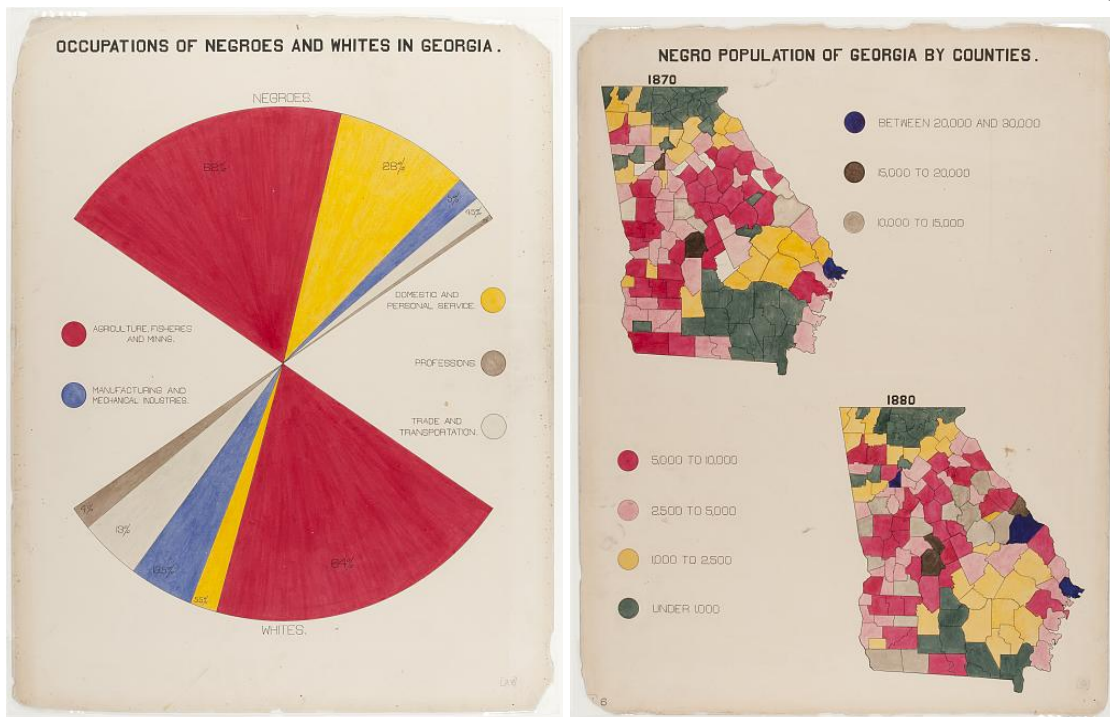 OCCUPATIONS OF NEGROES AND WHITES IN GEORGIA.
NEGROES.
62%
28%
5%
4.5%
DOMESTIC AND
PERSONAL SERVICE.
AGRICULTURE, FISHERIES
AND MINING.
PROFESSIONS.
MANUFACTURING AND
MECHANICAL INDUSTRIES.
TRADE AND
TRANSPORTATION.
4%
13%
13.5%
5.5%
64%
WHITES.
NEGRO POPULATION OF GEORGIA BY COUNTIES.
1870
BETWEEN 20,000 AND 30,000
15,000 TO 20,000
10,000 TO 15,000
1880
5,000 TO 10,000
2,500 TO 5,000
1,000 TO 2,500
UNDER 1,000
6